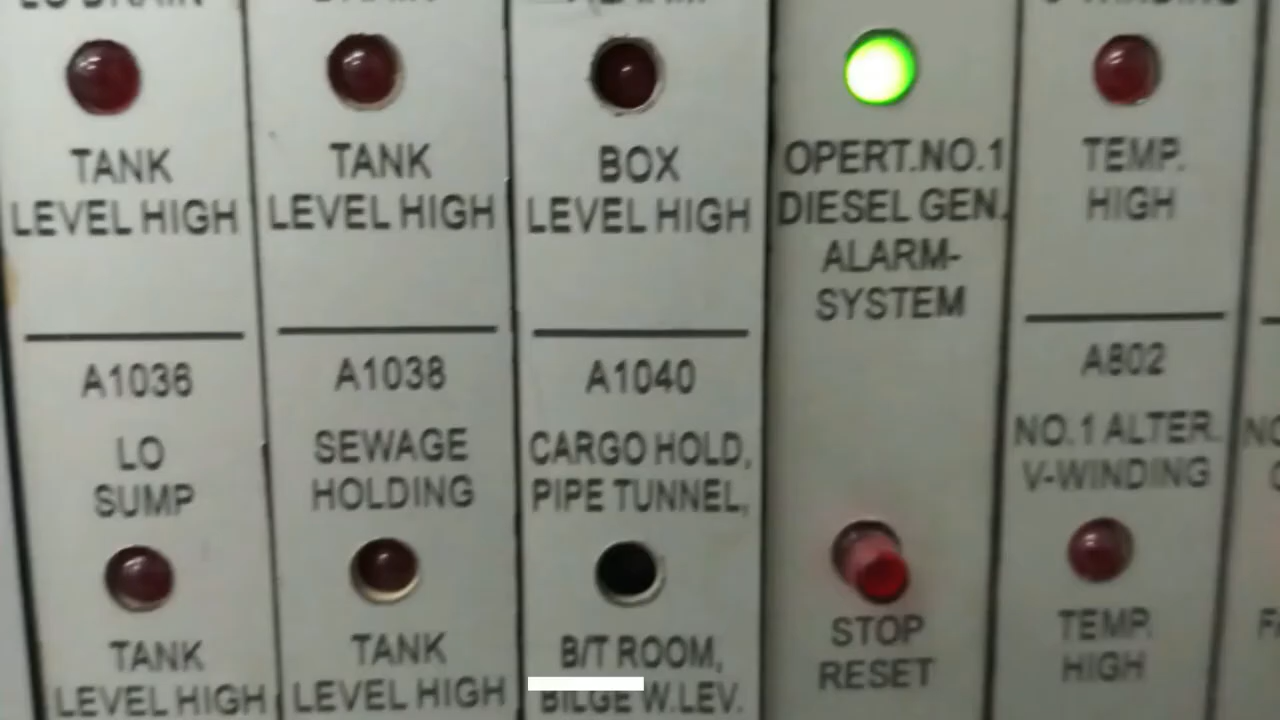 LO DRAIN
TANK
LEVEL HIGH
A1036
LO
SUMP
TANK
LEVEL HIGH
TANK
LEVEL HIGH
A1038
SEWAGE
HOLDING
TANK
LEVEL HIGH
BOX
LEVEL HIGH
A1040
CARGO HOLD,
PIPE TUNNEL,
B/T ROOM,
BILGE W.LEV.
OPERT.NO.1
DIESEL GEN.
ALARM-
SYSTEM
STOP
RESET
TEMP.
HIGH
A802
NO.1 ALTER.
V-WINDING
TEMP.
HIGH